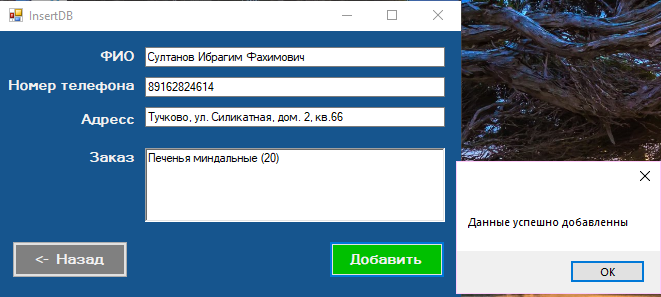 InsertDB
ФИО
Султанов Ибрагим Фахимович
Номер телефона
89162824614
Адресс
Тучково, ул. Силикатная, дом. 2, кв.66
Заказ
Печенья миндальные (20)
<- Назад
Добавить
Данные успешно добавленны
OK